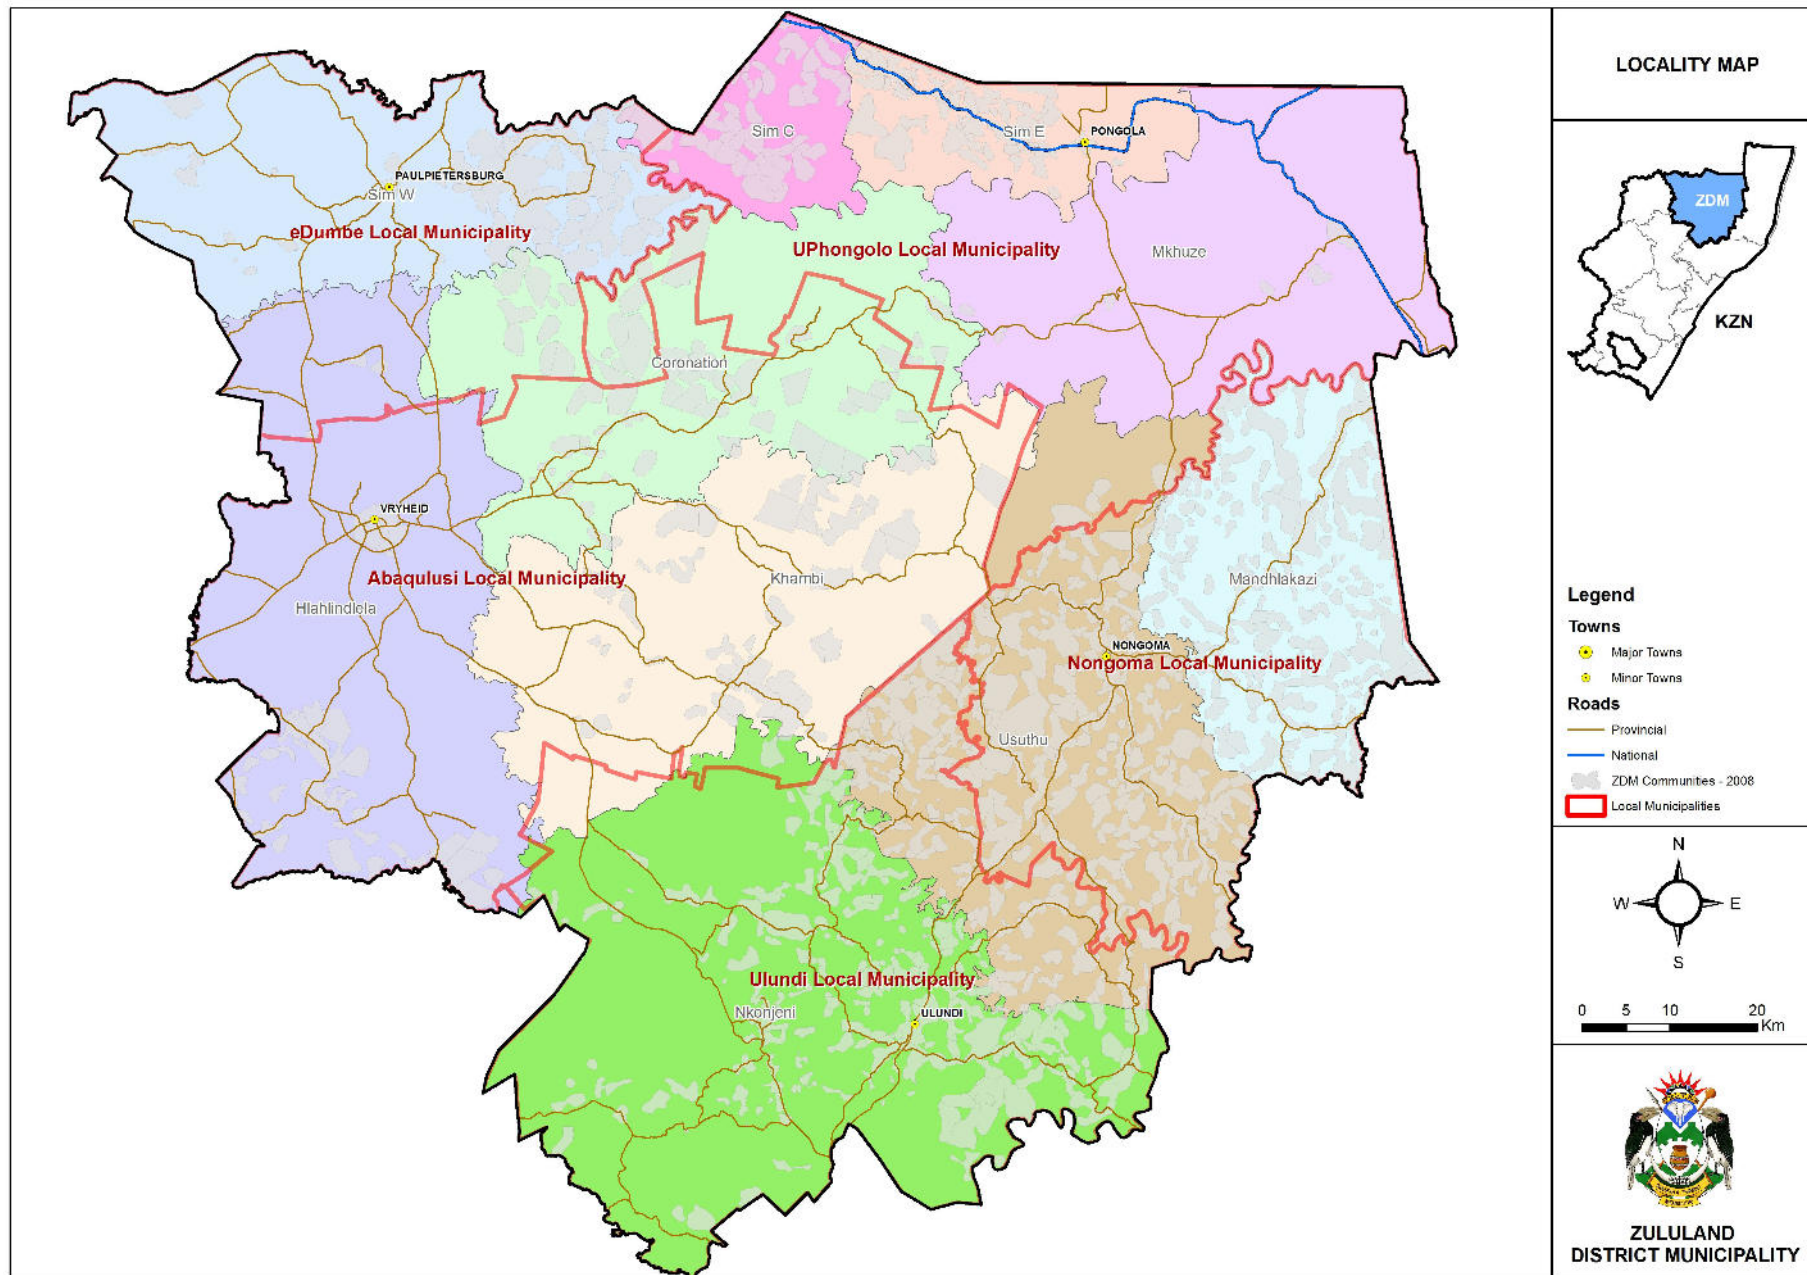 LOCALITY MAP
Sim C
Sim E
PONGOLA
PAULPIETERSBURG
Sim W
eDumbe Local Municipality
UPhongolo Local Municipality
Mkhuze
Coronation
VRYHEID
Abaqulusi Local Municipality
Khambi
Mandhlakazi
Hlahlindlela
NONGOMA
Nongoma Local Municipality
Usuthu
Ulundi Local Municipality
Nkonjeni
ULUNDI
ZDM
KZN
Legend
Towns
Major Towns
Minor Towns
Roads
Provincial
National
ZDM Communities - 2008
Local Municipalities
N
W E
S
0 5 10 20
Km
ZULULAND
DISTRICT MUNICIPALITY